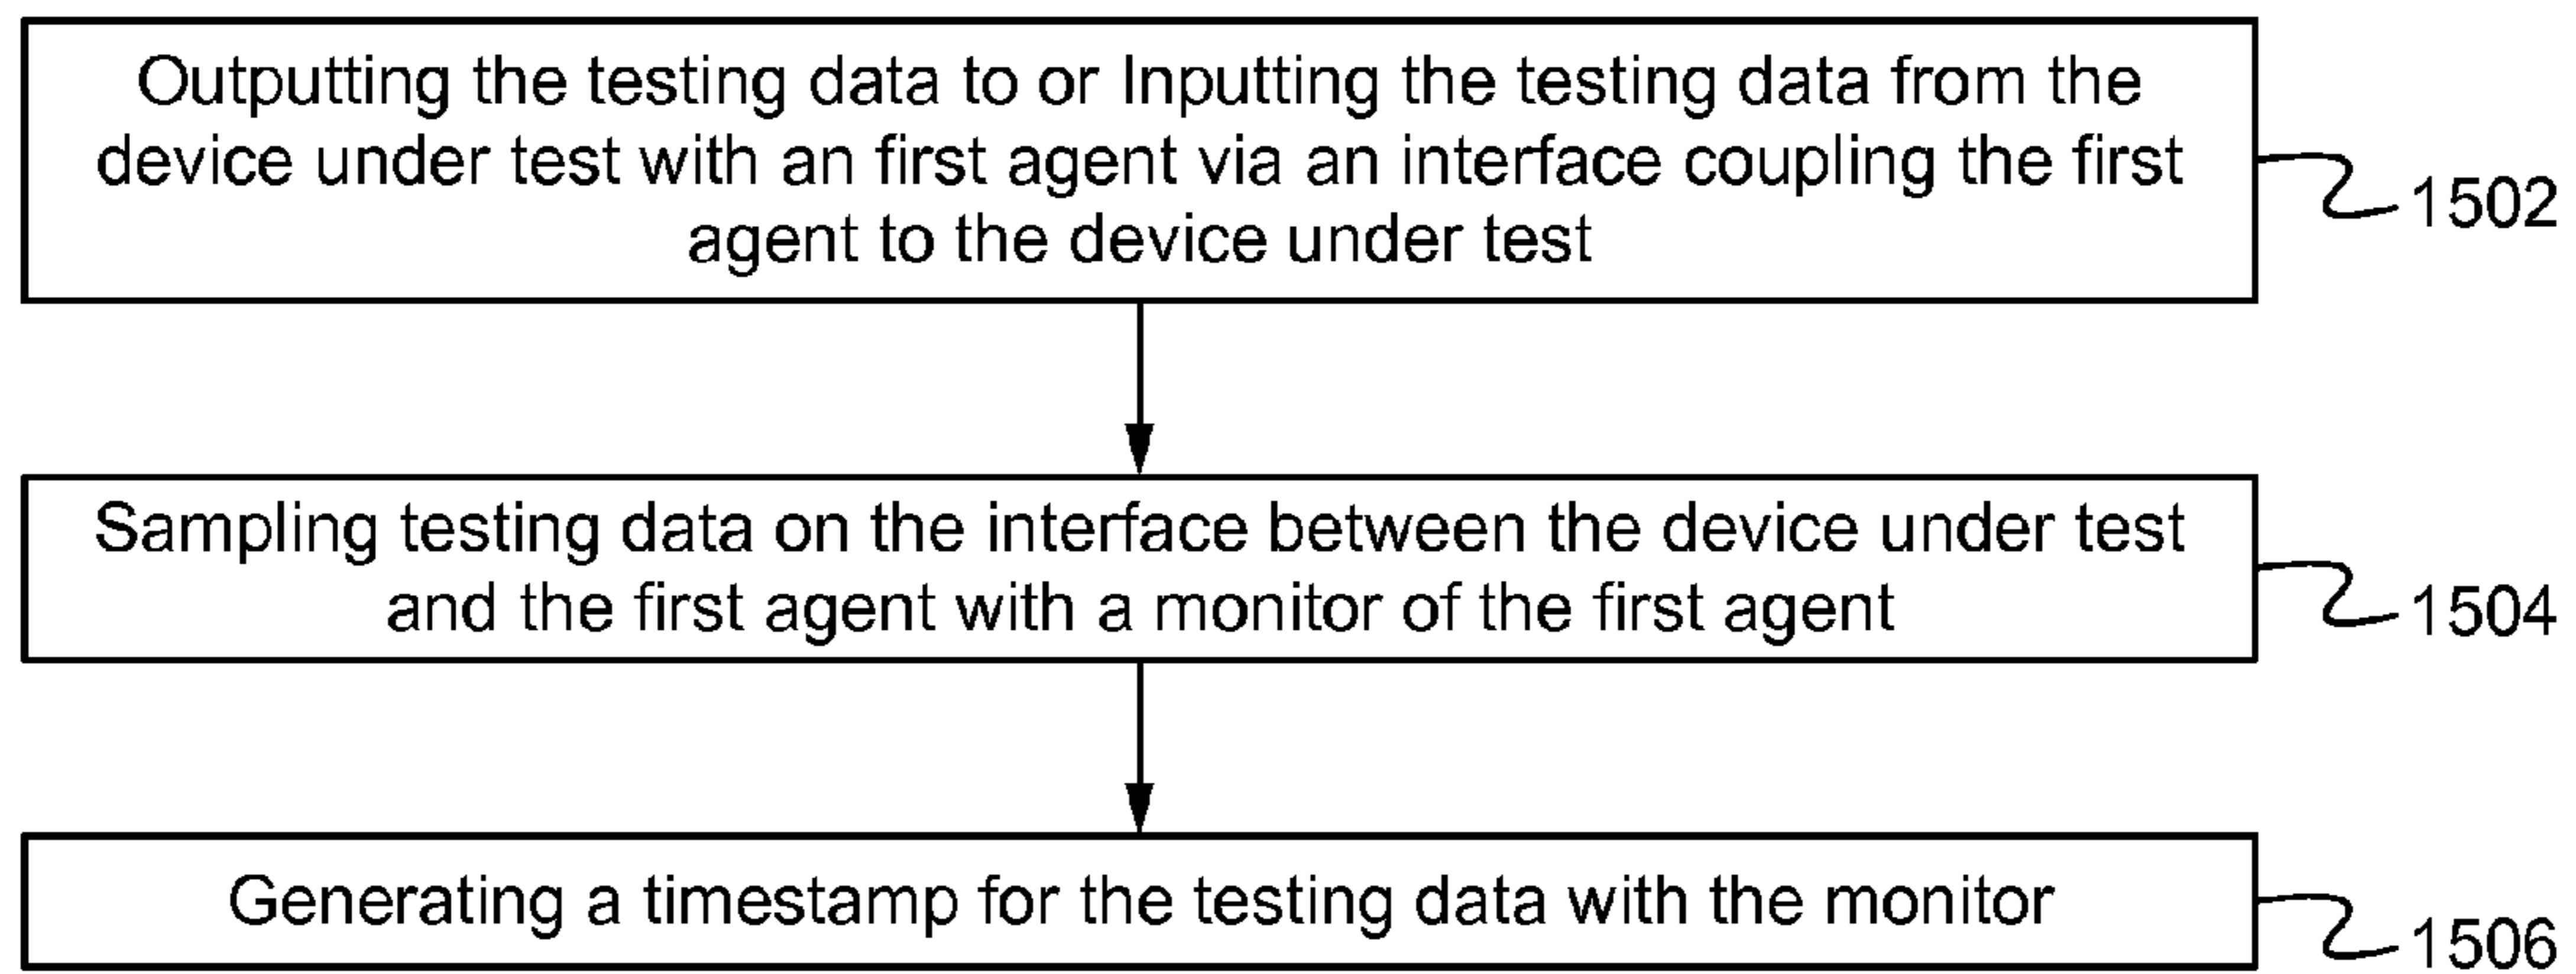 Outputting the testing data to or Inputting the testing data from the
device under test with an first agent via an interface coupling the first
agent to the device under test
1502
Sampling testing data on the interface between the device under test
and the first agent with a monitor of the first agent
1504
Generating a timestamp for the testing data with the monitor
1506